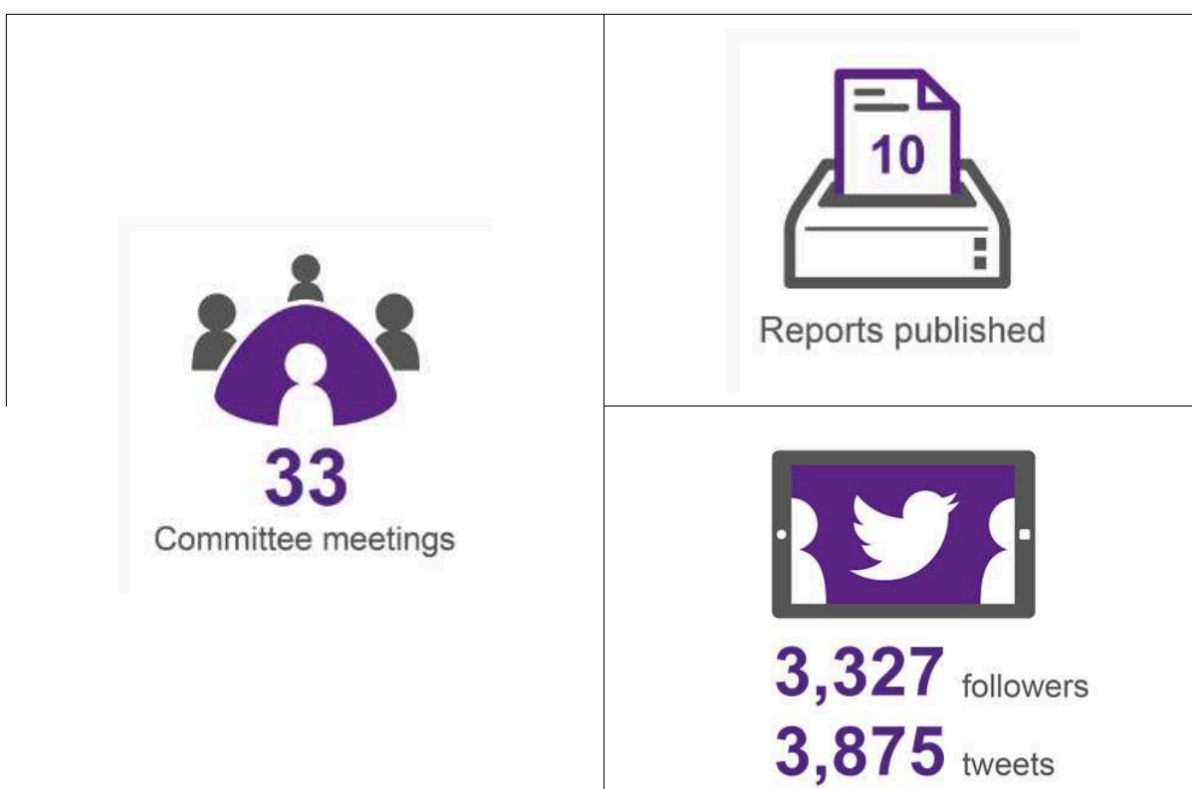 33
Committee meetings
10
Reports published
3,327 followers
3,875 tweets